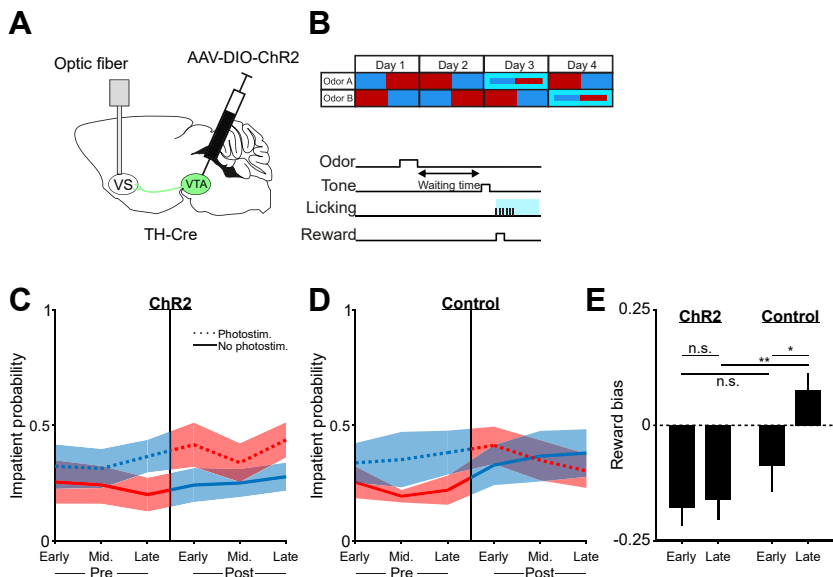 A
Optic fiber
AAV-DIO-ChR2
VS
VTA
TH-Cre
B
Day 1 Day 2 Day 3 Day 4
Odor A
Odor B
Odor
Waiting time
Tone
Licking
Reward
C
ChR2
Photostim.
No photostim.
Impatient probability
1
0.5
0
Early Mid. Late Early Mid. Late
Pre Post
D
Control
Impatient probability
1
0.5
0
Early Mid. Late Early Mid. Late
Pre Post
E
0.25
ChR2 Control
n.s. *
**
n.s.
Reward bias
0
-0.25
Early Late Early Late